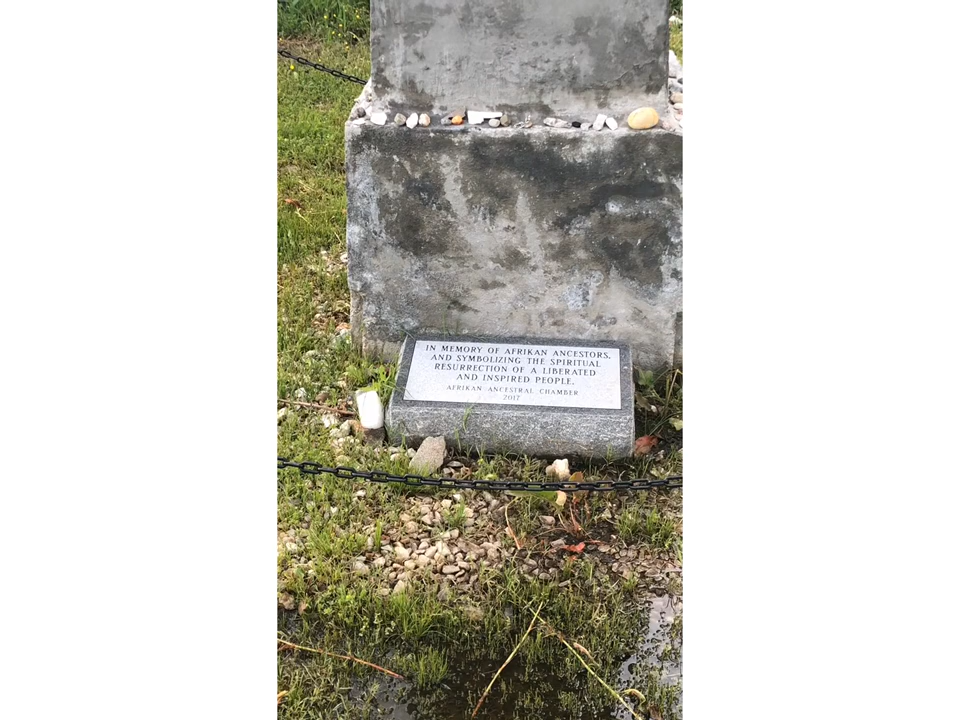 IN MEMORY OF AFRIKAN ANCESTORS,
AND SYMBOLIZING THE SPIRITUAL
RESURRECTION OF A LIBERATED
AND INSPIRED PEOPLE.
AFRIKAN ANCESTRAL CHAMBER
2017